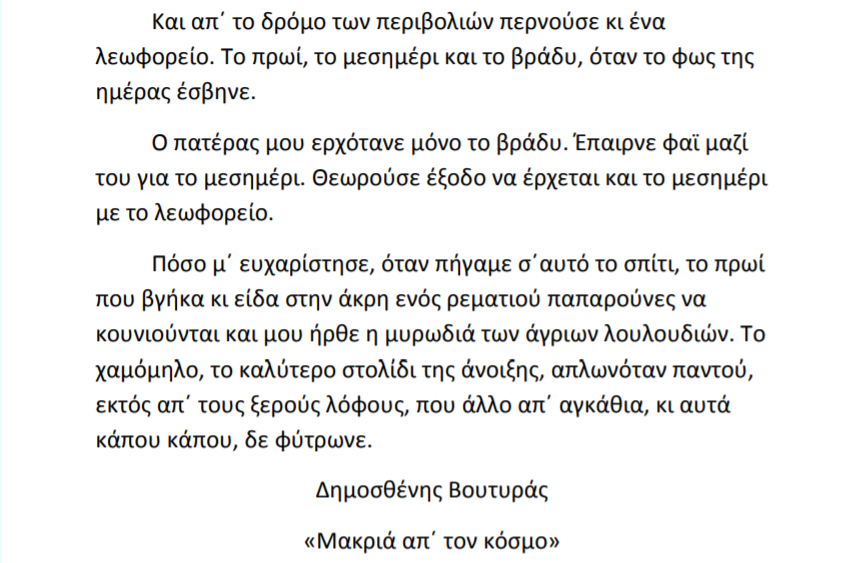 Και απ΄ το δρόμο των περιβολιών περνούσε κι ένα
λεωφορείο. Το πρωί, το μεσημέρι και το βράδυ, όταν το φως της
ημέρας έσβηνε.
Ο πατέρας μου ερχότανε μόνο το βράδυ. Έπαιρνε φαϊ μαζί
του για το μεσημέρι. Θεωρούσε έξοδο να έρχεται και το μεσημέρι
με το λεωφορείο.
Πόσο μ΄ ευχαρίστησε, όταν πήγαμε σ΄αυτό το σπίτι, το πρωί
που βγήκα κι είδα στην άκρη ενός ρεματιού παπαρούνες να
κουνιούνται και μου ήρθε η μυρωδιά των άγριων λουλουδιών. Το
χαμόμηλο, το καλύτερο στολίδι της άνοιξης, απλωνόταν παντού,
εκτός απ΄ τους ξερούς λόφους, που άλλο απ΄ αγκάθια, κι αυτά
κάπου κάπου, δε φύτρωνε.
Δημοσθένης Βουτυράς
«Μακριά απ΄ τον κόσμο»